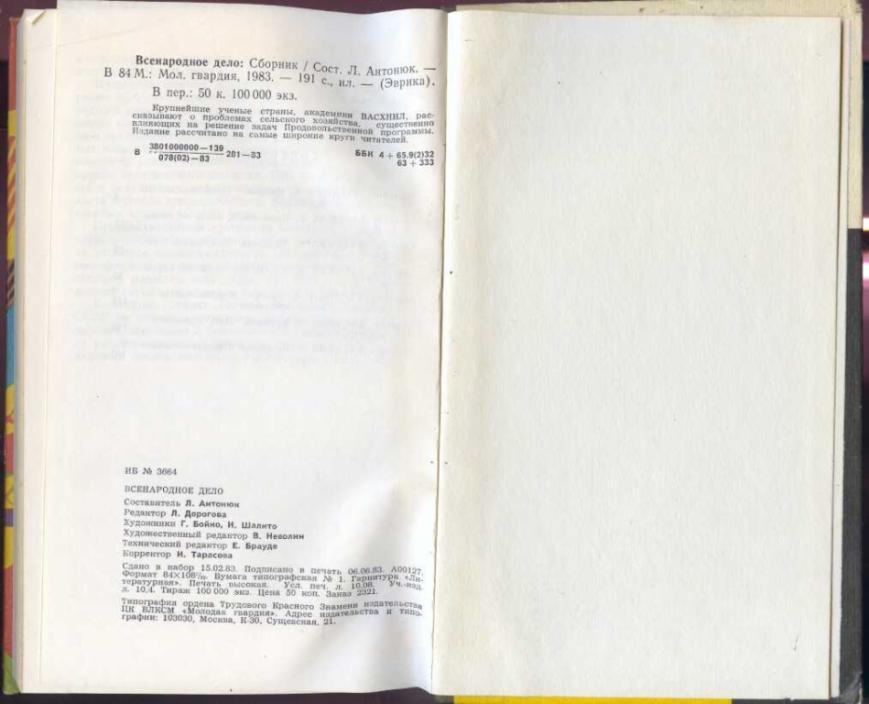 Всенародное дело: Сборник / Сост. Л. Антонюк. —
В 84 М.: Мол. гвардия, 1983. — 191 с., ил. — (Эврика).
В пер.: 50 к. 100 000 экз.
Крупнейшие ученые страны, академики ВАСХНИЛ, рас-
сказывают о проблемах сельского хозяйства, существенно
влияющих на решение задач Продовольственной программы.
Издание рассчитано на самые широкие круги читателей.
В 3801000000—139
078(02)—83 281—83
ББК 4 + 65.9(2)32
63 + 333
ИБ № 3664
ВСЕНАРОДНОЕ ДЕЛО
Составитель Л. Антонюк
Редактор Л. Дорогова
Художники Г. Бойко, И. Шалито
Художественный редактор В. Неволин
Технический редактор Е. Брауде
Корректор И. Тарасова
Сдано в набор 15.02.83. Подписано в печать 06.06.83. А00127.
Формат 84×108¹/₃₂. Бумага типографская № 1. Гарнитура «Ли-
тературная». Печать высокая. Усл. печ. л. 10,08. Уч.-изд.
л. 10,4. Тираж 100 000 экз. Цена 50 коп. Заказ 2321.
Типография ордена Трудового Красного Знамени издательства
ЦК ВЛКСМ «Молодая гвардия». Адрес издательства и типо-
графии: 103030, Москва, К-30, Сущевская, 21.